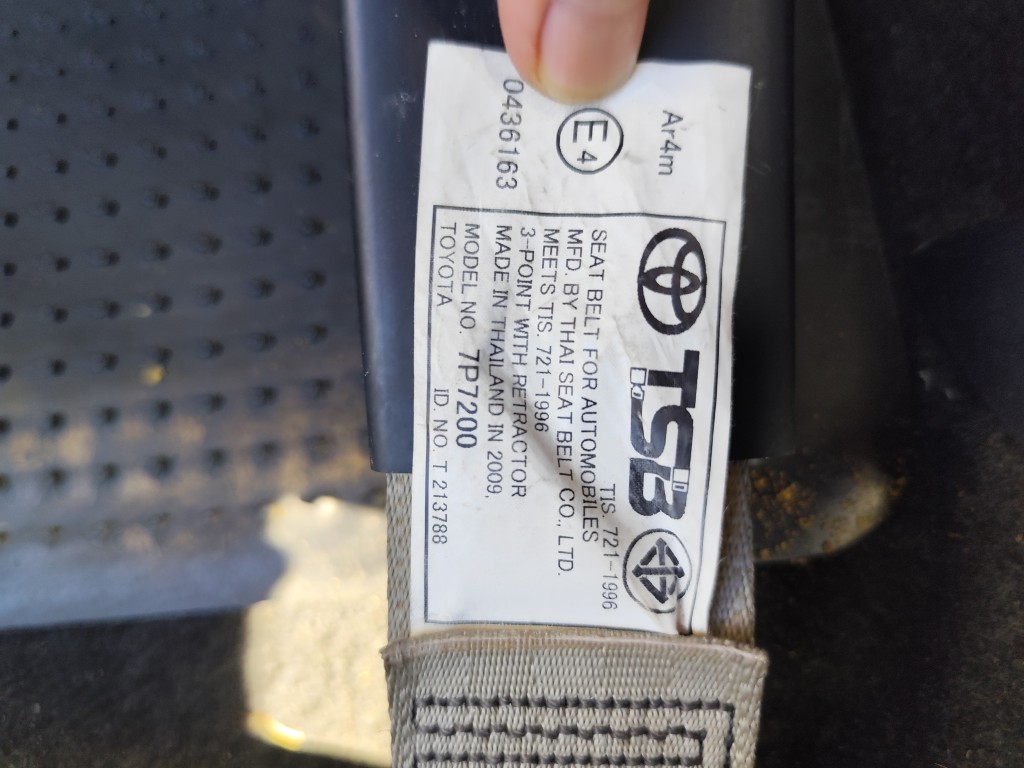 Ar4m
E4
0436163
TSB
TIS. 721-1996
SEAT BELT FOR AUTOMOBILES
MFD. BY THAI SEAT BELT CO., LTD.
MEETS TIS. 721-1996
3-POINT WITH RETRACTOR
MADE IN THAILAND IN 2009,
MODEL NO. 7P7200
TOYOTA ID. NO. T 213788